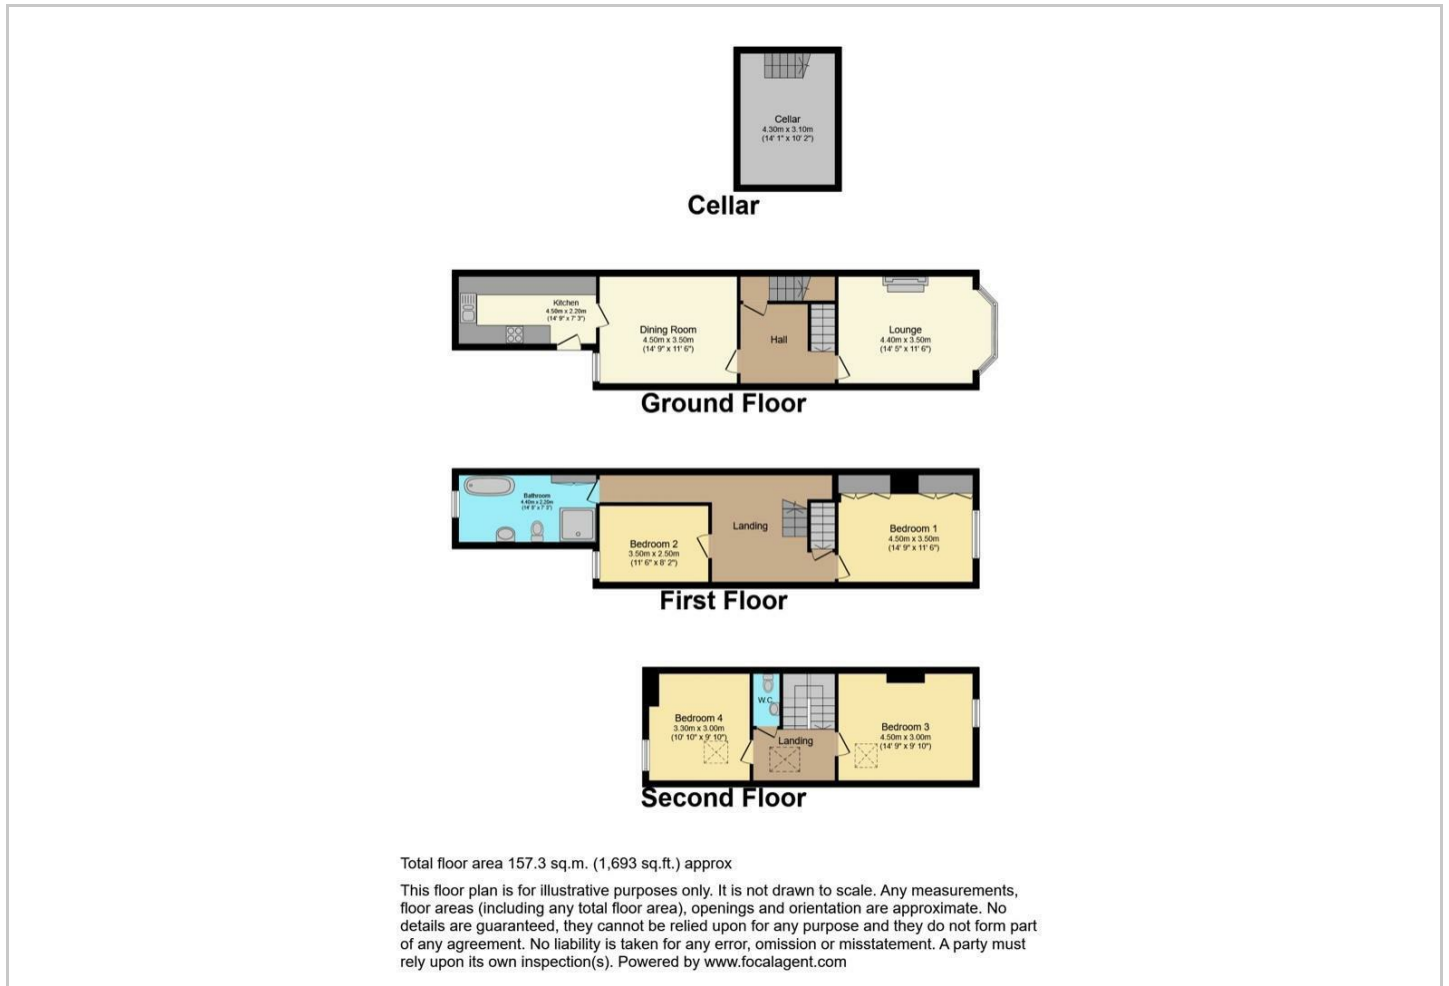 Cellar
4.30m x 3.10m
(14' 1" x 10' 2")
Cellar
Kitchen
4.50m x 2.20m
(14' 9" x 7' 3")
Dining Room
4.50m x 3.50m
(14' 9" x 11' 6")
Hall
Lounge
4.40m x 3.50m
(14' 5" x 11' 6")
Ground Floor
Bathroom
4.40m x 2.20m
(14' 5" x 7' 3")
Bedroom 2
3.50m x 2.50m
(11' 6" x 8' 2")
Landing
Bedroom 1
4.50m x 3.50m
(14' 9" x 11' 6")
First Floor
Bedroom 4
3.30m x 3.00m
(10' 10" x 9' 10")
W.C.
Landing
Bedroom 3
4.50m x 3.00m
(14' 9" x 9' 10")
Second Floor
Total floor area 157.3 sq.m. (1,693 sq.ft.) approx
This floor plan is for illustrative purposes only. It is not drawn to scale. Any measurements,
floor areas (including any total floor area), openings and orientation are approximate. No
details are guaranteed, they cannot be relied upon for any purpose and they do not form part
of any agreement. No liability is taken for any error, omission or misstatement. A party must
rely upon its own inspection(s). Powered by www.focalagent.com